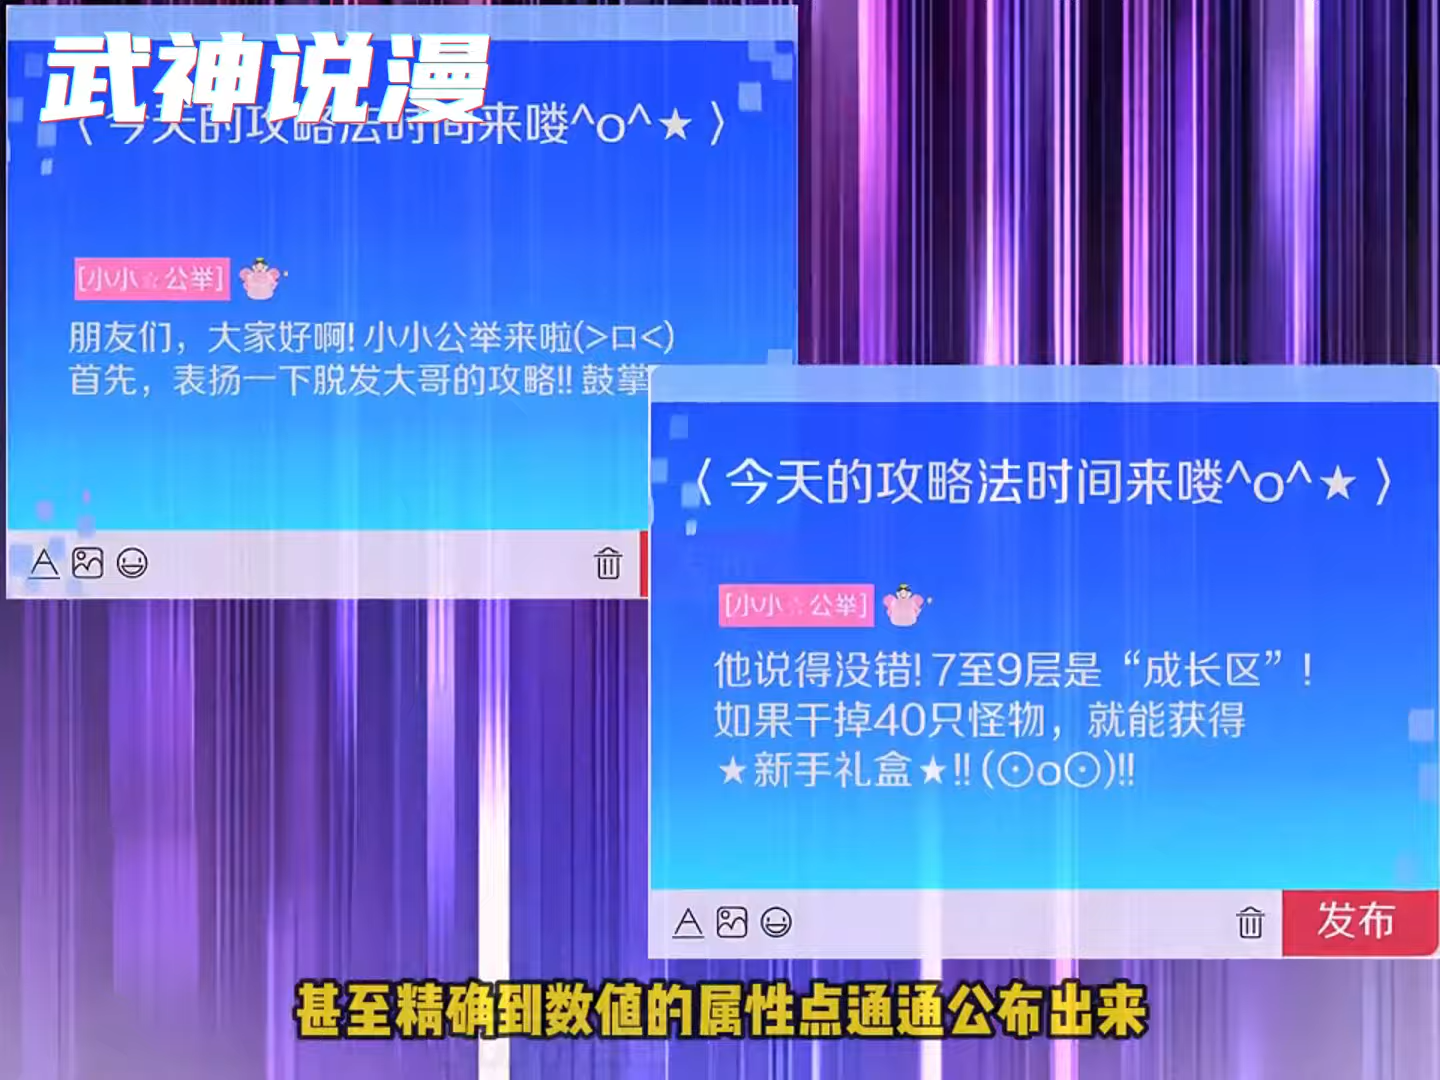 武神说漫
〈今天的攻略法时间来喽^o^★〉
[小小☆公举]
朋友们，大家好啊! 小小公举来啦(>口<)
首先，表扬一下脱发大哥的攻略!! 鼓掌
〈今天的攻略法时间来喽^o^★〉
[小小☆公举]
他说得没错! 7至9层是“成长区”！
如果干掉40只怪物，就能获得
★新手礼盒★!! (⊙o⊙)!!
发布
甚至精确到数值的属性点通通公布出来